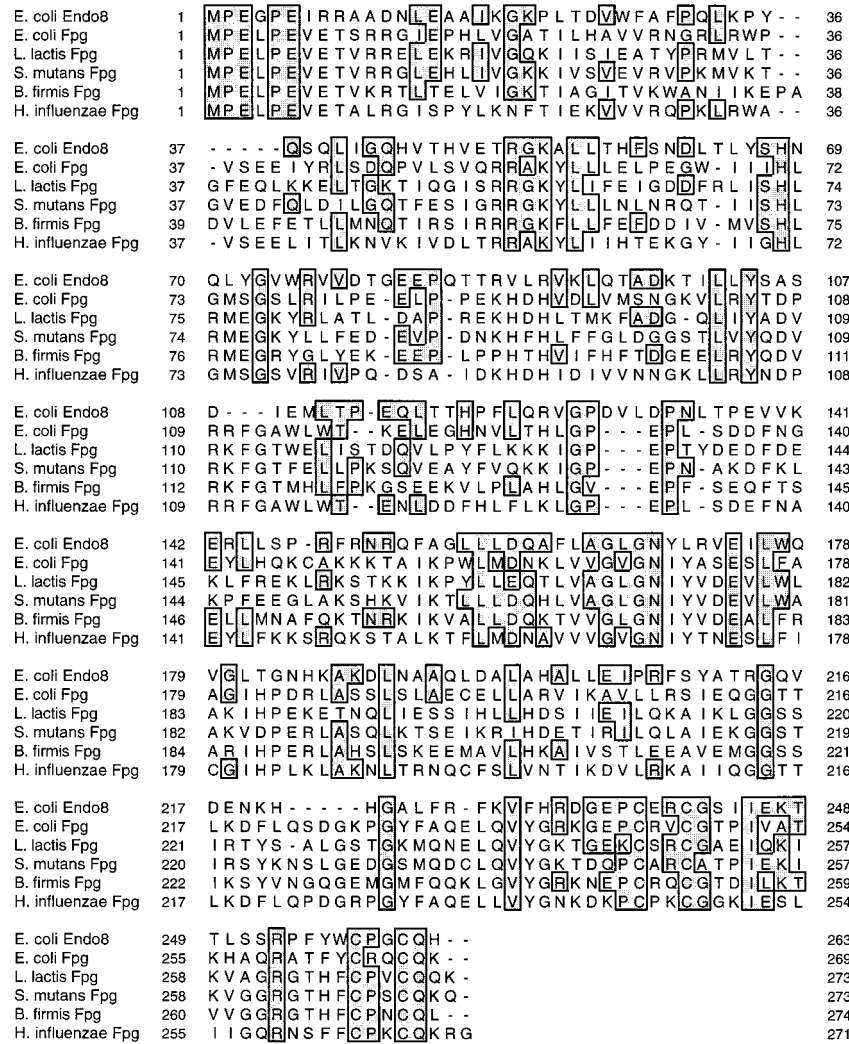 E. coli Endo8 1 MPEGPEIRRAADNLEAAIKGKPLTDVWFAFPQLKPY-- 36
E. coli Fpg 1 MPELPEVETSRRGIEPHLVGATILHAVVRNGRLRWP-- 36
L. lactis Fpg 1 MPELPEVETVRRELEKRIVGQKIISIEATYPRMVLT-- 36
S. mutans Fpg 1 MPELPEVETVRRGLEHLIVGKKIVSVEVRVPKMVKT-- 36
B. firmis Fpg 1 MPELPEVETVKRTLTELVIGKTIAGITVKWANIIKEPA 38
H. influenzae Fpg 1 MPELPEVETALRGISPYLKNFTIEKVVVRQPKLRWA-- 36
E. coli Endo8 37 -----QSQLIGQHVTHVETRGKALLTHFSNDLTLYSHN 69
E. coli Fpg 37 -VSEEIYRLSDQPVLSVQRRAKYLLLELPEGW-IIIHL 72
L. lactis Fpg 37 GFEQLKKELTGKTIQGISRRGKYLIFEIGDDFRLISHL 74
S. mutans Fpg 37 GVEDFQLDILGQTFESIGRRGKYLLLNLNRQT-IISHL 73
B. firmis Fpg 39 DVLEFETLLMNQTIRSIRRRGKFLLFEFDDIV-MVSHL 75
H. influenzae Fpg 37 -VSEELITLKNVKIVDLTRRAKYLIIHTEKGY-IIGHL 72
E. coli Endo8 70 QLYGVWRVVDTGEEPQTTRVLRVKLQTADKTILLYSAS 107
E. coli Fpg 73 GMSGSLRILPE-ELP-PEKHDHVDLVMSNGKVLRYTDP 108
L. lactis Fpg 75 RMEGKYRLATL-DAP-REKHDHLTMKFADG-QLIYADV 109
S. mutans Fpg 74 RMEGKYLLFED-EVP-DNKHFHLFFGLDGGSTLVYQDV 109
B. firmis Fpg 76 RMEGRYGLYEK-EEPLPPHTHVIFHFTDGEELRYQDV 111
H. influenzae Fpg 73 GMSGSVRIVPQ-DSA-IDKHDHIDIVVNNGKLLRYNDP 108
E. coli Endo8 108 D---IEMLTP-EQLTTHPFLQRVGPDVLDPNLTPEVVK 141
E. coli Fpg 109 RRFGAWLWT--KELEGHNVLTHLGP---EPL-SDDFNG 140
L. lactis Fpg 110 RKFGTWELISTDQVLPYFLKKKIGP---EPTYDEDFDE 144
S. mutans Fpg 110 RKFGTFELLPKSQVEAYFVQKKIGP---EPN-AKDFKL 143
B. firmis Fpg 112 RKFGTMHLFPKGSEEKVLPLAHLGV---EPF-SEQFTS 145
H. influenzae Fpg 109 RRFGAWLWT--ENLDDFHLFLKLGP---EPL-SDEFNA 140
E. coli Endo8 142 ERLLSP-RFRNRQFAGLLLDQAFLAGLGNYLRVEILWQ 178
E. coli Fpg 141 EYLHQKCAKKKTAIKPWLMDNKLVVGVGNIYASESLFA 178
L. lactis Fpg 145 KLFREKLRKSTKKIKPYLLEQTLVAGLGNIYVDEVLWL 182
S. mutans Fpg 144 KPFEEGLAKSHKVIKTLLLDQHLVAGLGNIYVDEVLWA 181
B. firmis Fpg 146 ELLMNAFQKTNRKIKVALLDQKTVVGLGNIYVDEALFR 183
H. influenzae Fpg 141 EYLFKKSRQKSTALKTFLMDNAVVVGVGNIYTNESLFI 178
E. coli Endo8 179 VGLTGNHKAKDLNAAQLDALAHALLEIPRFSYATRGQV 216
E. coli Fpg 179 AGIHPDRLASSLSLAECELLARVIKAVLLRSIEQGGTT 216
L. lactis Fpg 183 AKIHPEKETNQLIESSIHLLHDSIIEILQKAIKLGGSS 220
S. mutans Fpg 182 AKVDPERLASQLKTSEIKRIHDETIRILQLAIEKGGST 219
B. firmis Fpg 184 ARIHPERLAHSLSKEEMAVLHKAIVSTLEEAVEMGGSS 221
H. influenzae Fpg 179 CGIHPLKLAKNLTRNQCFSLVNTIKDVLRKAIIQGGTT 216
E. coli Endo8 217 DENKH-----HGALFR-FKVFHRDGEPCERCGSIIEKT 248
E. coli Fpg 217 LKDFLQSDGKPGYFAQELQVYGRKGEPCRVCGTPIVAT 254
L. lactis Fpg 221 IRTYS-ALGSTGKMQNELQVYGKTGEKCSRCGAEIQKI 257
S. mutans Fpg 220 IRSYKNSLGEDGSMQDCLQVYGKTDQPCARCATPIEKI 257
B. firmis Fpg 222 IKSYVNGQGEMGMFQQKLGVYGRKNEPCRQCGTDILKT 259
H. influenzae Fpg 217 LKDFLQPDGRPGYFAQELLVYGNKDKPCPKCGGKIESL 254
E. coli Endo8 249 TLSSRPFYWCPGCQH-- 263
E. coli Fpg 255 KHAQRATFYCRQCQK-- 269
L. lactis Fpg 258 KVAGRGTHFCPVCQQK- 273
S. mutans Fpg 258 KVGGRGTHFCPSCQKQ- 273
B. firmis Fpg 260 VVGGRGTHFCPNCQL-- 274
H. influenzae Fpg 255 IIGQRNSFFCPKCQKRG 271